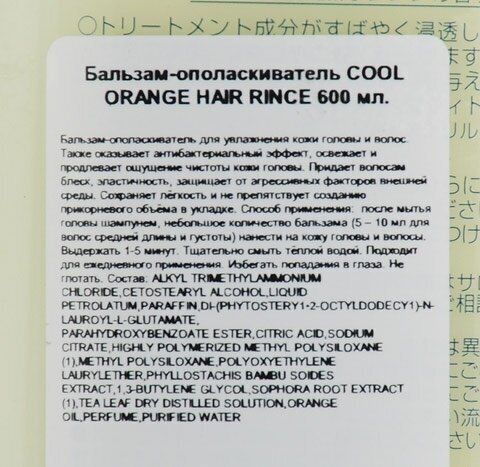 ○トリートメント成分がすばやく浸透し
Бальзам-ополаскиватель COOL
ORANGE HAIR RINCE 600 мл.
Бальзам-ополаскиватель для увлажнения кожи головы и волос.
Также оказывает антибактериальный эффект, освежает и
продлевает ощущение чистоты кожи головы. Придает волосам
блеск, эластичность, защищает от агрессивных факторов внешней
среды. Сохраняет лёгкость и не препятствует созданию
прикорневого объёма в укладке. Способ применения: после мытья
головы шампунем, небольшое количество бальзама (5 – 10 мл для
волос средней длины и густоты) нанести на кожу головы и волосы.
Выдержать 1-5 минут. Тщательно смыть тёплой водой. Подходит
для ежедневного применения. Избегать попадания в глаза. Не
глотать. Состав: ALKYL TRIMETHYLAMMONIUM
CHLORIDE,CETOSTEARYL ALCOHOL,LIQUID
PETROLATUM,PARAFFIN,DI-(PHYTOSTERY1-2-OCTYLDODECY1)-N-
LAUROYL-L-GLUTAMATE,
PARAHYDROXYBENZOATE ESTER,CITRIC ACID,SODIUM
CITRATE,HIGHLY POLYMERIZED METHYL POLYSILOXANE
(1),METHYL POLYSILOXANE,POLYOXYETHYLENE
LAURYLETHER,PHYLLOSTACHIS BAMBU SOIDES
EXTRACT,1,3-BUTYLENE GLYCOL,SOPHORA ROOT EXTRACT
(1),TEA LEAF DRY DISTILLED SOLUTION,ORANGE
OIL,PERFUME,PURIFIED WATER